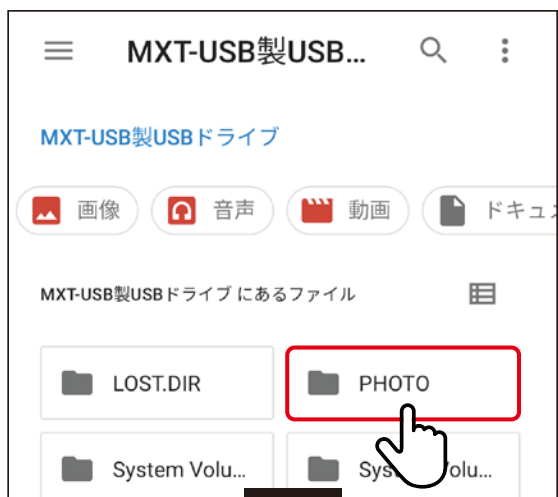 MXT-USB製USB...
MXT-USB製USBドライブ
画像 音声 動画 ドキュメ
MXT-USB製USBドライブ にあるファイル
LOST.DIR PHOTO
System Volu... System Volu...